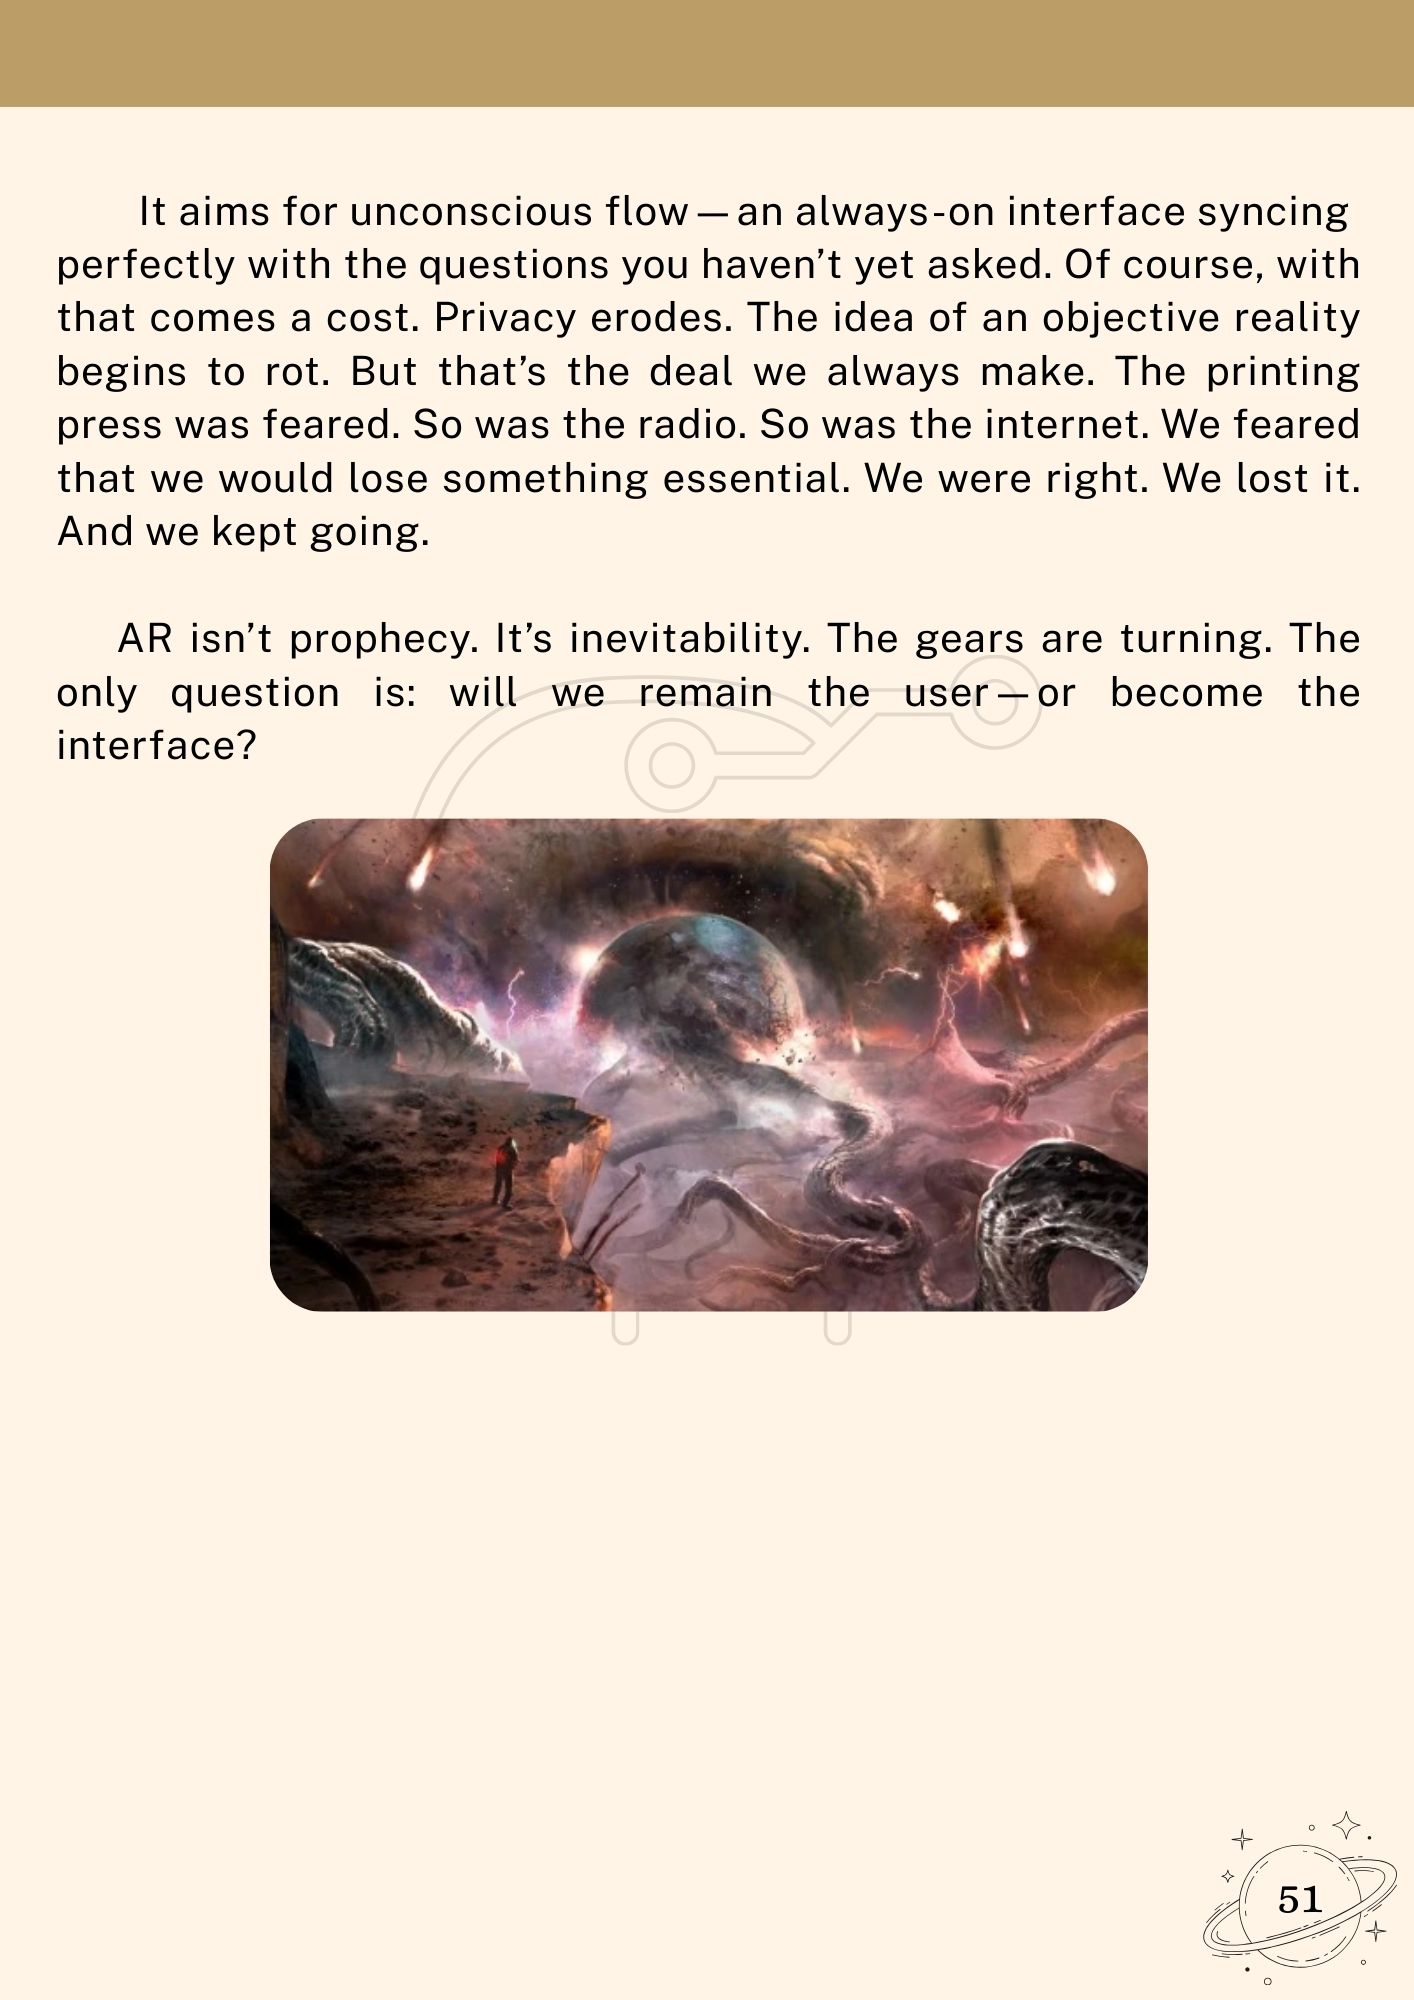 It aims for unconscious flow—an always-on interface syncing
perfectly with the questions you haven’t yet asked. Of course, with
that comes a cost. Privacy erodes. The idea of an objective reality
begins to rot. But that’s the deal we always make. The printing
press was feared. So was the radio. So was the internet. We feared
that we would lose something essential. We were right. We lost it.
And we kept going.
AR isn’t prophecy. It’s inevitability. The gears are turning. The
only question is: will we remain the user—or become the
interface?
51